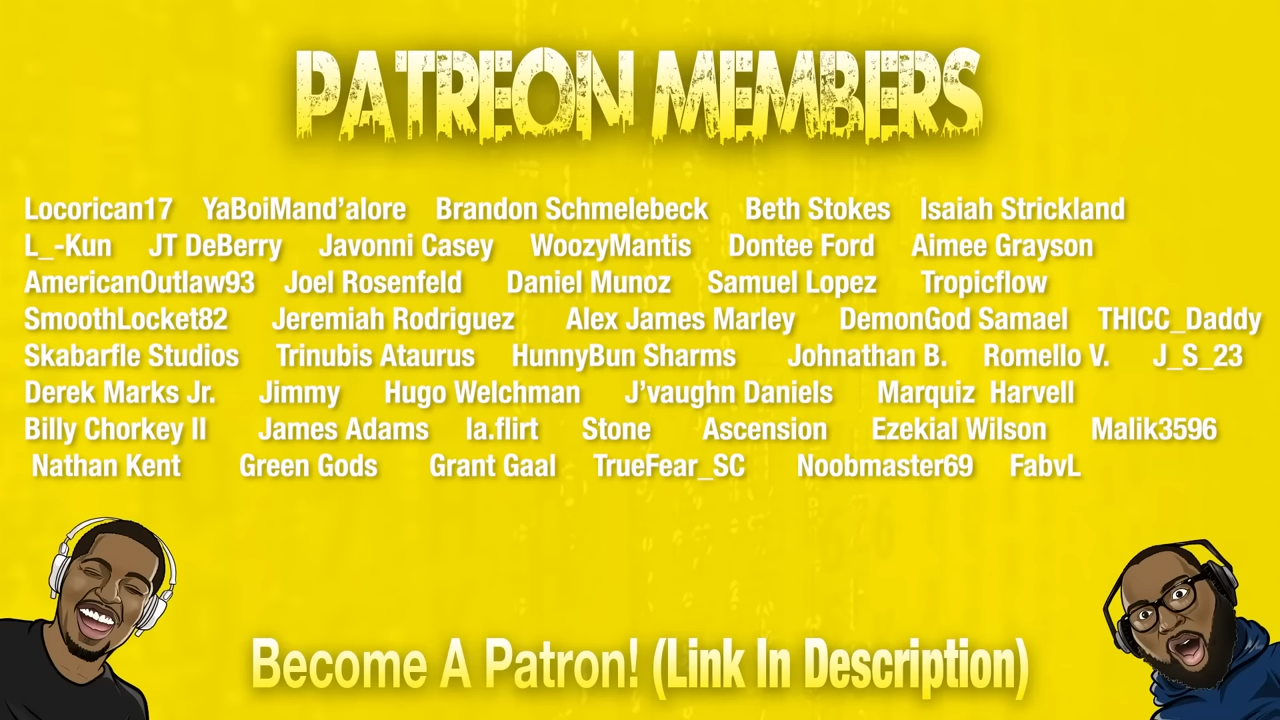 PATREON MEMBERS
Locorican17 YaBoiMand’alore Brandon Schmelebeck Beth Stokes Isaiah Strickland
L_-Kun JT DeBerry Javonni Casey WoozyMantis Dontee Ford Aimee Grayson
AmericanOutlaw93 Joel Rosenfeld Daniel Munoz Samuel Lopez Tropicflow
SmoothLocket82 Jeremiah Rodriguez Alex James Marley DemonGod Samael THICC_Daddy
Skabarfle Studios Trinubis Ataurus HunnyBun Sharms Johnathan B. Romello V. J_S_23
Derek Marks Jr. Jimmy Hugo Welchman J’vaughn Daniels Marquiz Harvell
Billy Chorkey II James Adams la.flirt Stone Ascension Ezekial Wilson Malik3596
Nathan Kent Green Gods Grant Gaal TrueFear_SC Noobmaster69 FabvL
Become A Patron! (Link In Description)